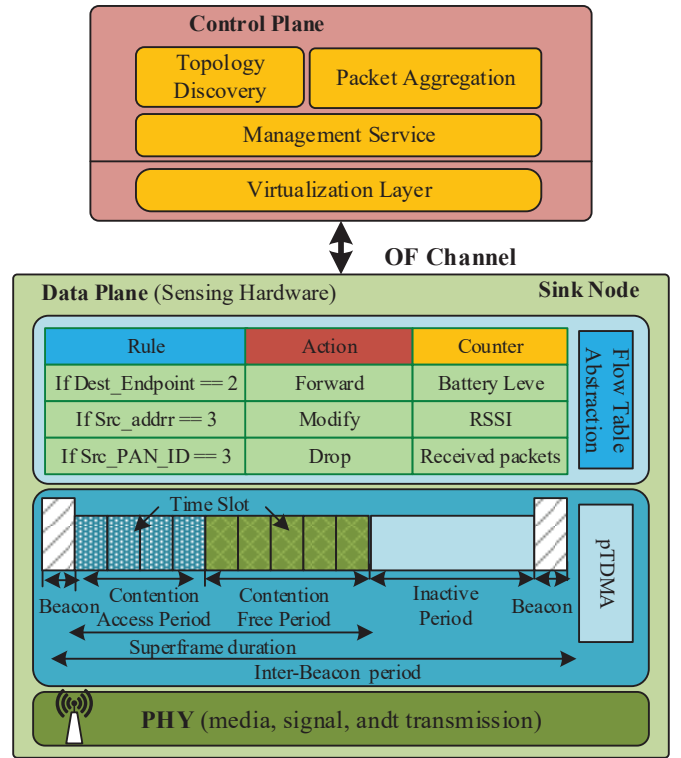 Control Plane
Topology
Discovery
Packet Aggregation
Management Service
Virtualization Layer
OF Channel
Data Plane (Sensing Hardware)
Sink Node
Rule
Action
Counter
If Dest_Endpoint == 2
Forward
Battery Leve
If Src_addrr == 3
Modify
RSSI
If Src_PAN_ID == 3
Drop
Received packets
Flow Table
Abstraction
Time Slot
Beacon
Contention
Access Period
Contention
Free Period
Inactive
Period
Beacon
Superframe duration
Inter-Beacon period
pTDMA
PHY (media, signal, andt transmission)